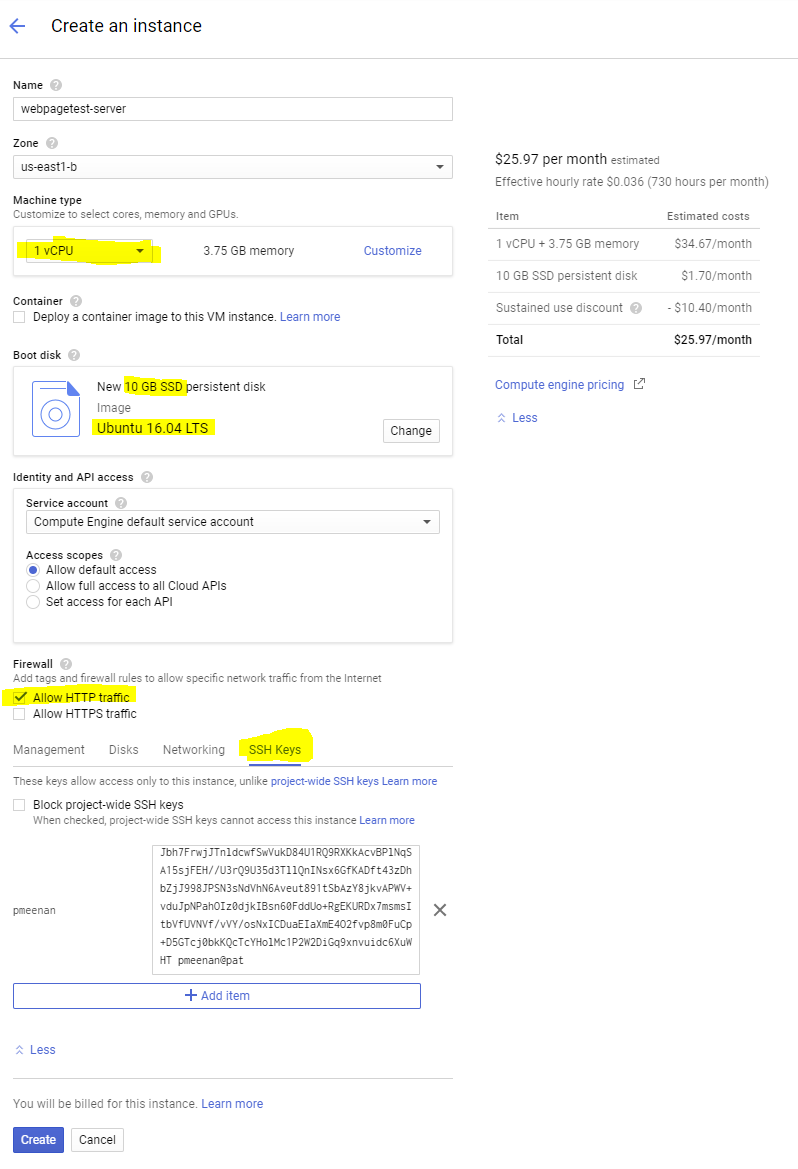 Create an instance
Name
webpagetest-server
Zone
us-east1-b
Machine type
Customize to select cores, memory and GPUs.
1 vCPU 3.75 GB memory Customize
Container
Deploy a container image to this VM instance. Learn more
Boot disk
New 10 GB SSD persistent disk
Image
Ubuntu 16.04 LTS
Change
Identity and API access
Service account
Compute Engine default service account
Access scopes
Allow default access
Allow full access to all Cloud APIs
Set access for each API
Firewall
Add tags and firewall rules to allow specific network traffic from the Internet
Allow HTTP traffic
Allow HTTPS traffic
Management Disks Networking SSH Keys
These keys allow access only to this instance, unlike project-wide SSH keys Learn more
Block project-wide SSH keys
When checked, project-wide SSH keys cannot access this instance Learn more
pmeenan
Jbh7FrwjJTnldcwfSwVukD84U1RQ9RXKkAcvBPlNqS
A15sjFEH//U3rQ9U35d3TllQnINsx6GfKADft43zDh
bZjJ998JPSN3sNdVhN6Aveut891tSbAzY8jkvAPWV+
vduJpNPahOIz0djkIBsn60FddUo+RgEKURDx7msmsI
tbVfUVNVf/vVY/osNxICDuaEIaXmE4O2fvp8m0FuCp
+D5GTcj0bkKQcTcYHolMc1P2W2DiGq9xnvuidc6XuW
HT pmeenan@pat
Add item
Less
You will be billed for this instance. Learn more
Create Cancel
$25.97 per month estimated
Effective hourly rate $0.036 (730 hours per month)
Item Estimated costs
1 vCPU + 3.75 GB memory $34.67/month
10 GB SSD persistent disk $1.70/month
Sustained use discount - $10.40/month
Total $25.97/month
Compute engine pricing
Less